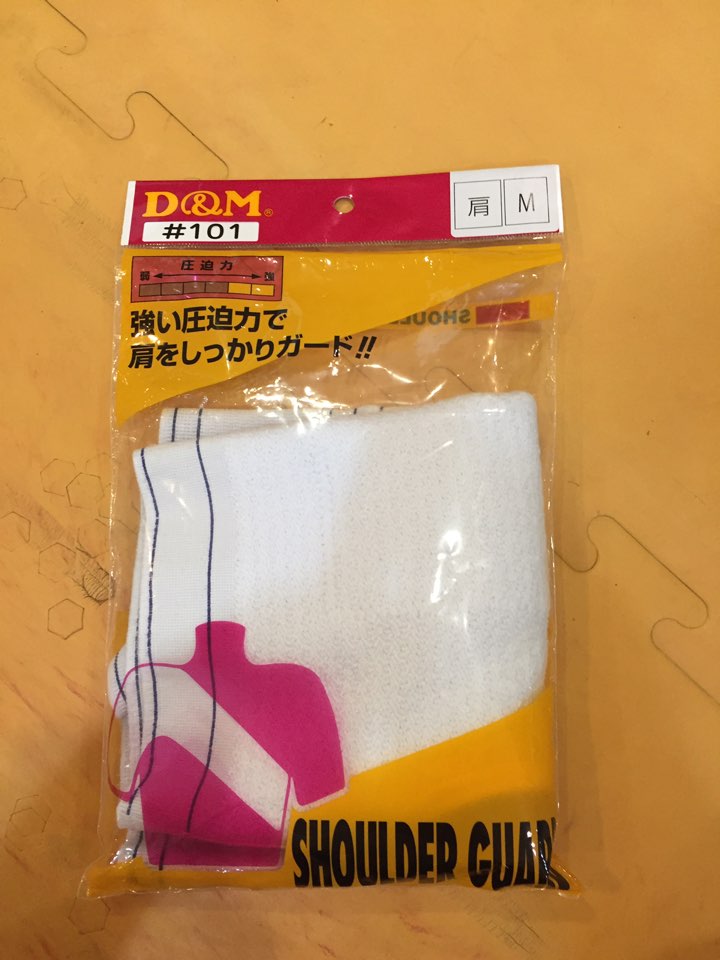 D&M®
#101
肩 M
圧迫力
弱 強
強い圧迫力で
肩をしっかりガード!!
SHOULDER GUARD